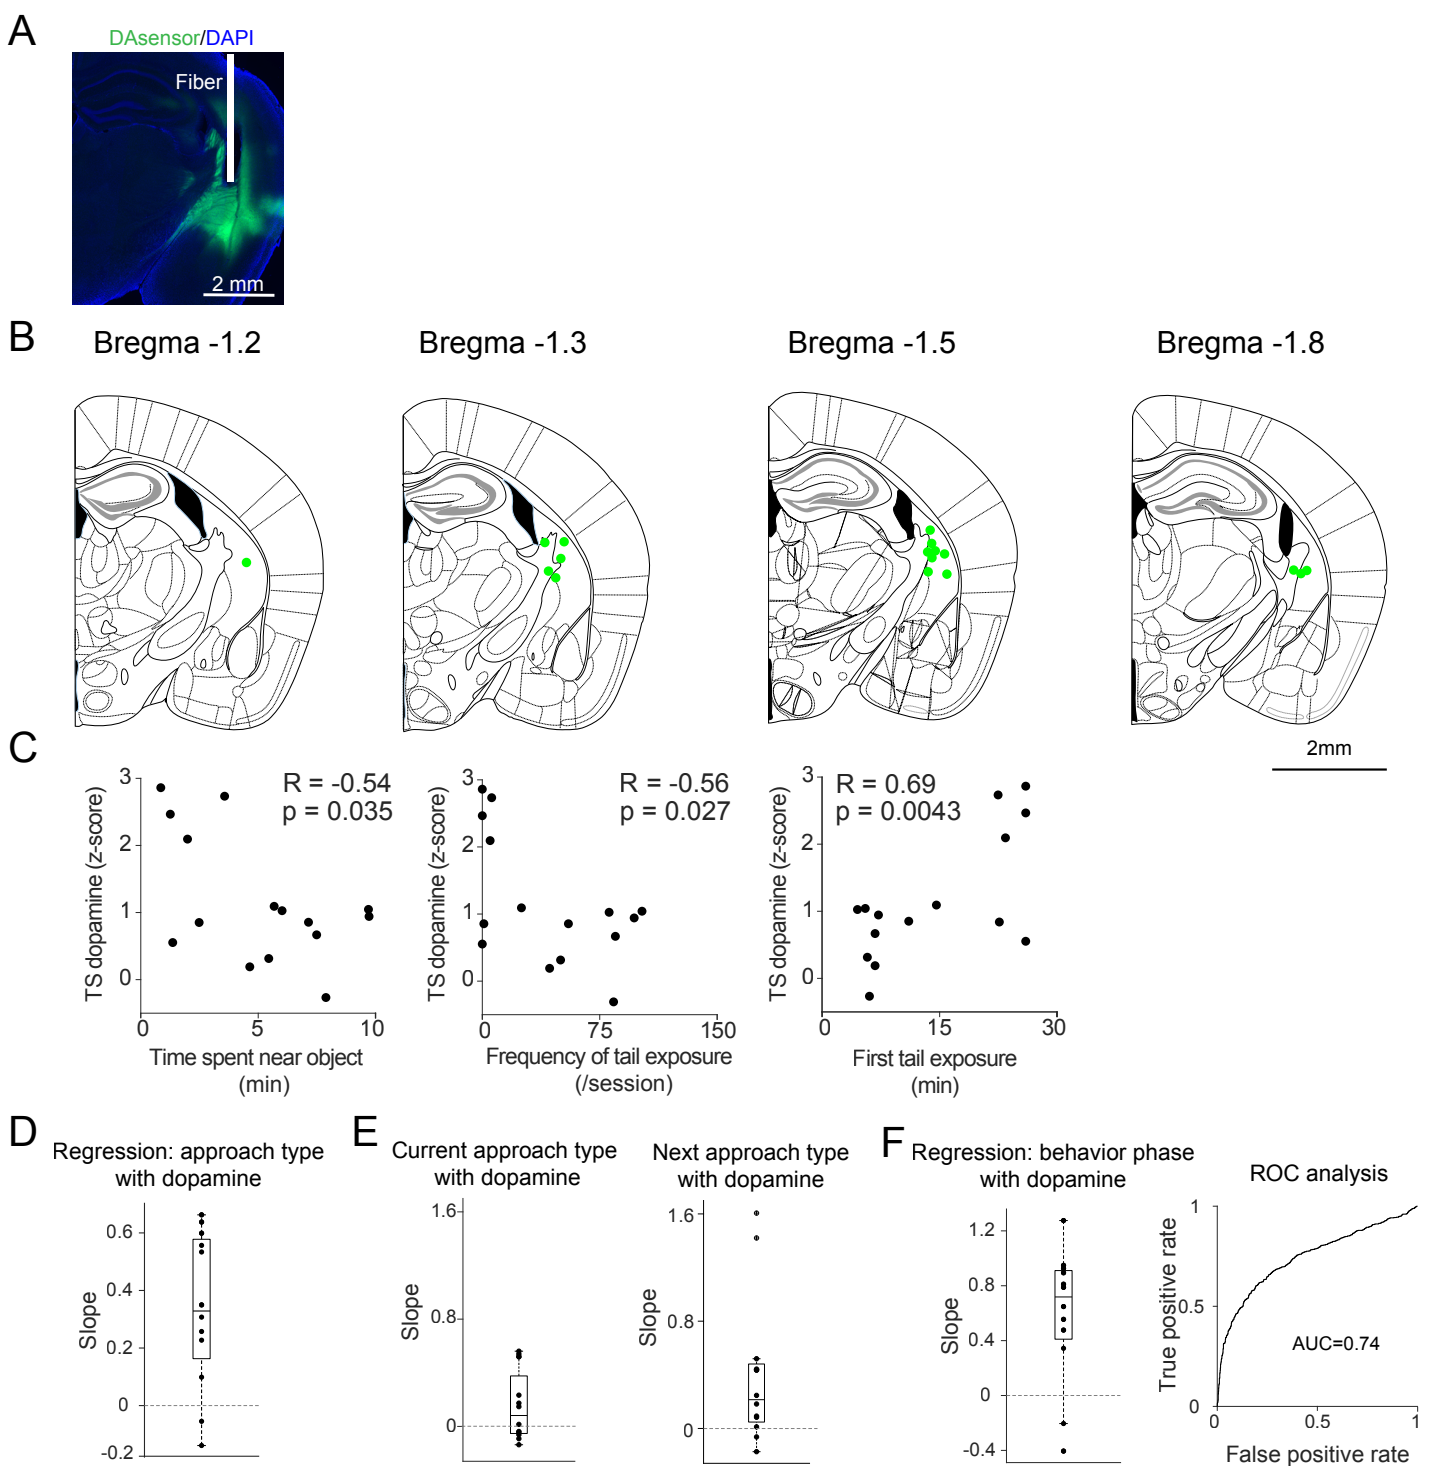 A
DAsensor/DAPI
Fiber
2 mm
B
Bregma -1.2
Bregma -1.3
Bregma -1.5
Bregma -1.8
2mm
C
TS dopamine (z-score)
3
2
1
0
R = -0.54
p = 0.035
0
5
10
Time spent near object
(min)
TS dopamine (z-score)
3
2
1
0
R = -0.56
p = 0.027
0
75
150
Frequency of tail exposure
(/session)
TS dopamine (z-score)
3
2
1
0
R = 0.69
p = 0.0043
0
15
30
First tail exposure
(min)
D
Regression: approach type
with dopamine
Slope
0.6
0.4
0.2
0
-0.2
E
Current approach type
with dopamine
Slope
1.6
0.8
0
Next approach type
with dopamine
Slope
1.6
0.8
0
F
Regression: behavior phase
with dopamine
Slope
1.2
0.8
0.4
0
-0.4
ROC analysis
True positive rate
1
0.5
0
AUC=0.74
0
0.5
1
False positive rate